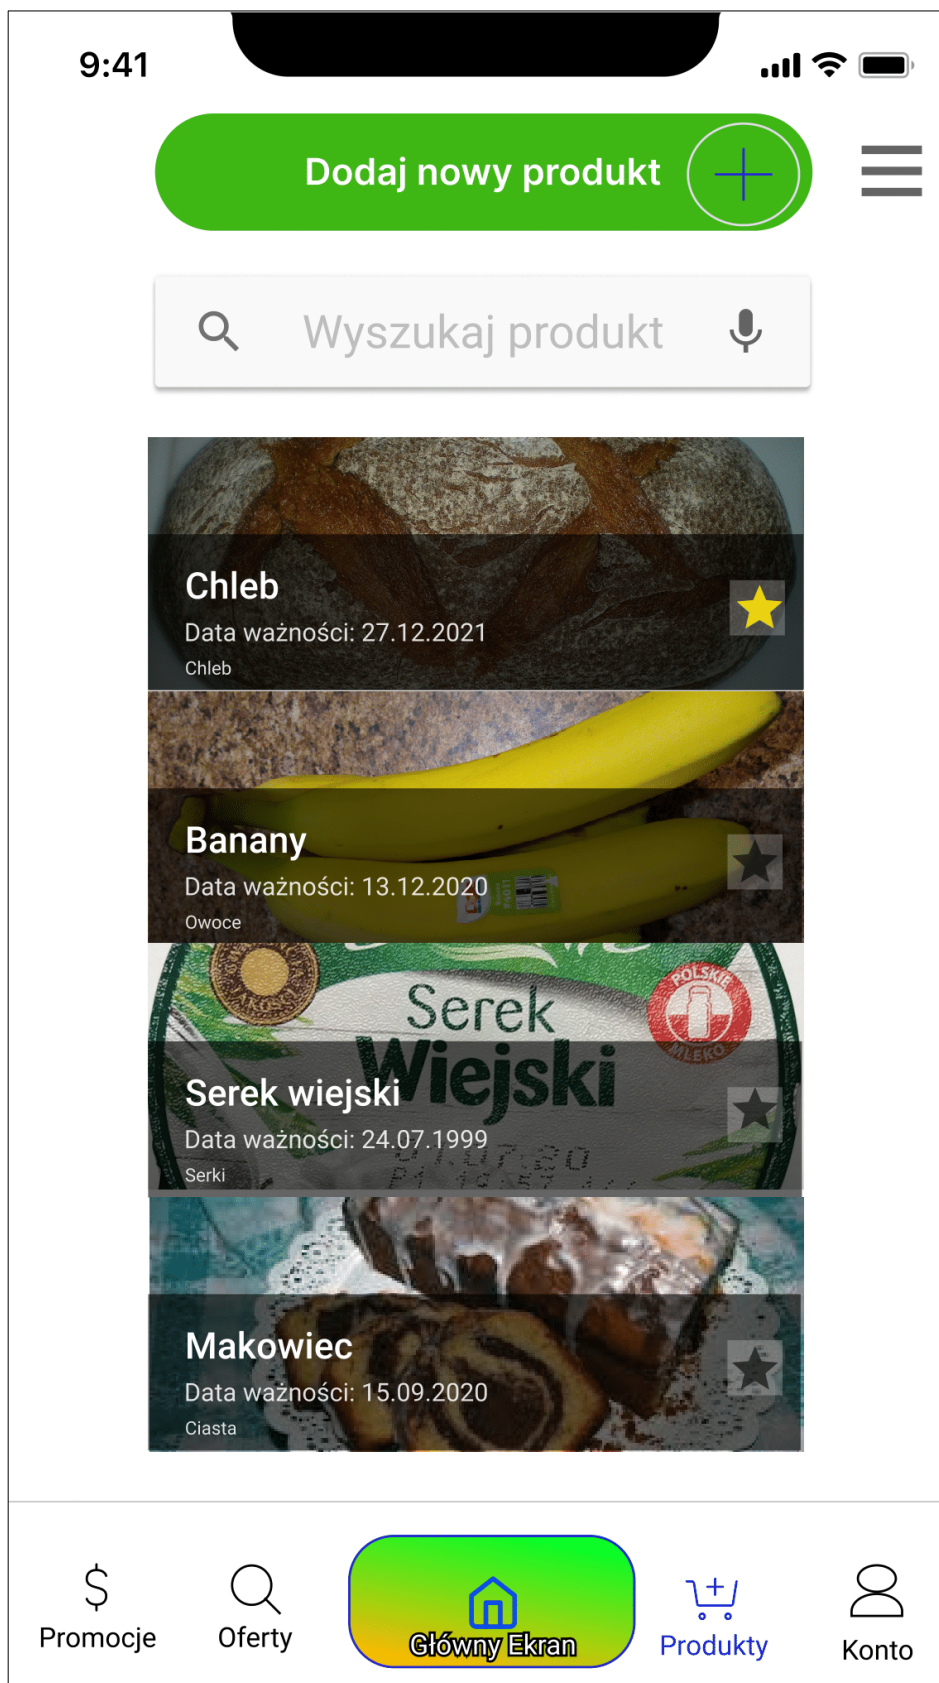 9:41
Dodaj nowy produkt
Wyszukaj produkt
Chleb
Data ważności: 27.12.2021
Chleb
Banany
Data ważności: 13.12.2020
Owoce
POLSKIE
MLEKO
Serek
Wiejski
Serek wiejski
Data ważności: 24.07.1999
Serki
Makowiec
Data ważności: 15.09.2020
Ciasta
Promocje
Oferty
Główny Ekran
Produkty
Konto